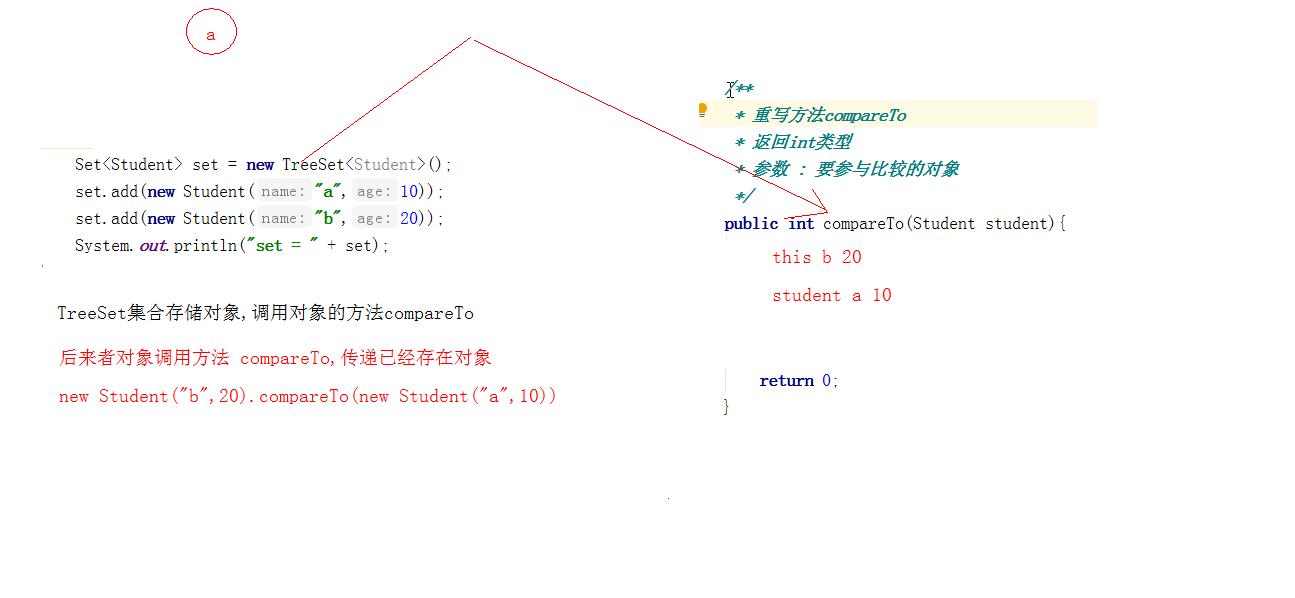 a
Set<Student> set = new TreeSet<Student>();
set.add(new Student( name: "a", age: 10));
set.add(new Student( name: "b", age: 20));
System.out.println("set = " + set);
TreeSet集合存储对象,调用对象的方法compareTo
后来者对象调用方法 compareTo,传递已经存在对象
new Student("b",20).compareTo(new Student("a",10))
/**
* 重写方法compareTo
* 返回int类型
* 参数 : 要参与比较的对象
*/
public int compareTo(Student student){
this b 20
student a 10
return 0;
}